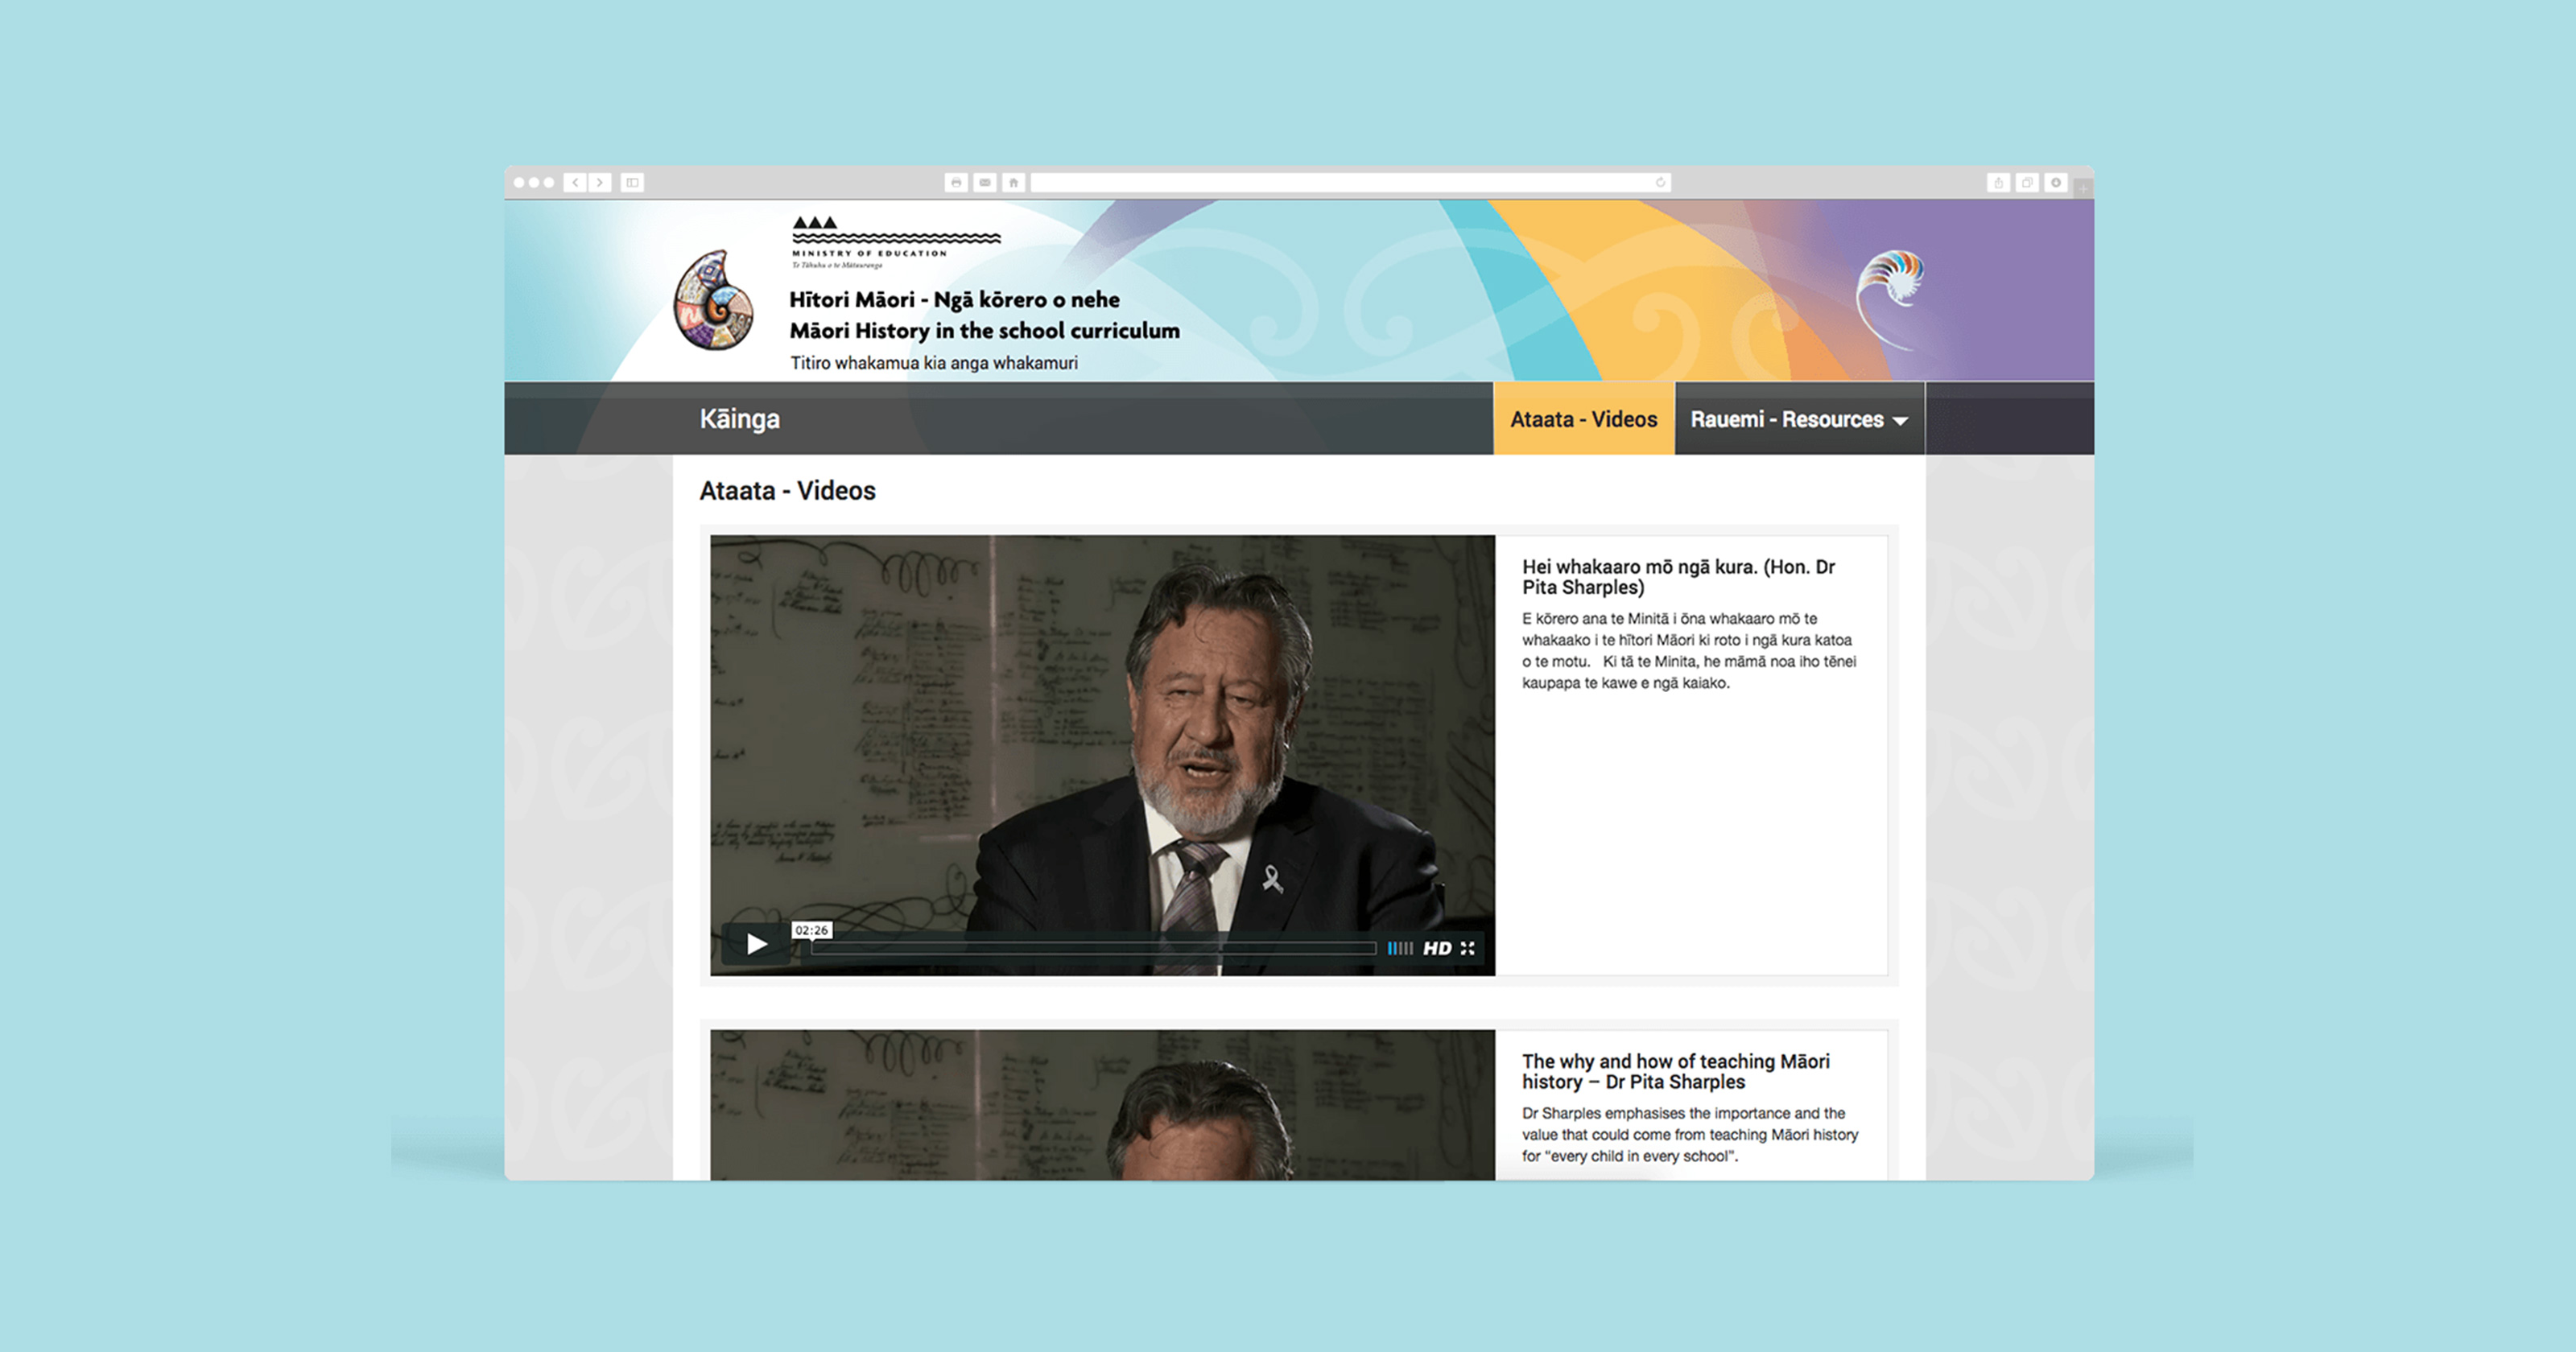 MINISTRY OF EDUCATION
Te Tāhuhu o te Mātauranga
Hītori Māori - Ngā kōrero o nehe
Māori History in the school curriculum
Titiro whakamua kia anga whakamuri
Kāinga
Ataata - Videos
Rauemi - Resources
Ataata - Videos
Hei whakaaro mō ngā kura. (Hon. Dr
Pita Sharples)
E kōrero ana te Minitā i ōna whakaaro mō te
whakaako i te hītori Māori ki roto i ngā kura katoa
o te motu. Ki tā te Minita, he māmā noa iho tēnei
kaupapa te kawe e ngā kaiako.
02:26
HD
The why and how of teaching Māori
history – Dr Pita Sharples
Dr Sharples emphasises the importance and the
value that could come from teaching Māori history
for “every child in every school”.